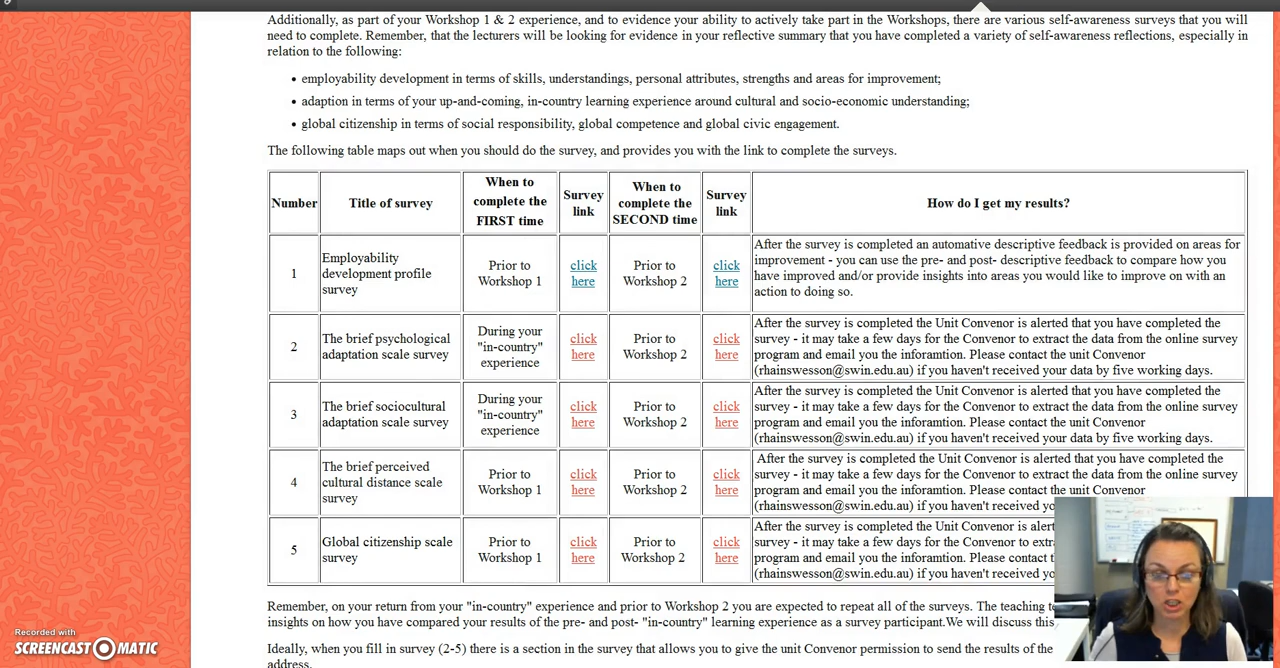 Additionally, as part of your Workshop 1 & 2 experience, and to evidence your ability to actively take part in the Workshops, there are various self-awareness surveys that you will
need to complete. Remember, that the lecturers will be looking for evidence in your reflective summary that you have completed a variety of self-awareness reflections, especially in
relation to the following:
• employability development in terms of skills, understandings, personal attributes, strengths and areas for improvement;
• adaption in terms of your up-and-coming, in-country learning experience around cultural and socio-economic understanding;
• global citizenship in terms of social responsibility, global competence and global civic engagement.
The following table maps out when you should do the survey, and provides you with the link to complete the surveys.
Number
Title of survey
When to
complete the
FIRST time
Survey
link
When to
complete the
SECOND time
Survey
link
How do I get my results?
1
Employability
development profile
survey
Prior to
Workshop 1
click
here
Prior to
Workshop 2
click
here
After the survey is completed an automative descriptive feedback is provided on areas for
improvement - you can use the pre- and post- descriptive feedback to compare how you
have improved and/or provide insights into areas you would like to improve on with an
action to doing so.
2
The brief psychological
adaptation scale survey
During your
"in-country"
experience
click
here
Prior to
Workshop 2
click
here
After the survey is completed the Unit Convenor is alerted that you have completed the
survey - it may take a few days for the Convenor to extract the data from the online survey
program and email you the inforamtion. Please contact the unit Convenor
(rhainswesson@swin.edu.au) if you haven't received your data by five working days.
3
The brief sociocultural
adaptation scale survey
During your
"in-country"
experience
click
here
Prior to
Workshop 2
click
here
After the survey is completed the Unit Convenor is alerted that you have completed the
survey - it may take a few days for the Convenor to extract the data from the online survey
program and email you the inforamtion. Please contact the unit Convenor
(rhainswesson@swin.edu.au) if you haven't received your data by five working days.
4
The brief perceived
cultural distance scale
survey
Prior to
Workshop 1
click
here
Prior to
Workshop 2
click
here
After the survey is completed the Unit Convenor is alerted that you have completed the
survey - it may take a few days for the Convenor to extract the data from the online survey
program and email you the inforamtion. Please contact the unit Convenor
(rhainswesson@swin.edu.au) if you haven't received yo
5
Global citizenship scale
survey
Prior to
Workshop 1
click
here
Prior to
Workshop 2
click
here
After the survey is completed the Unit Convenor is alert
survey - it may take a few days for the Convenor to extra
program and email you the inforamtion. Please contact t
(rhainswesson@swin.edu.au) if you haven't received yo
Remember, on your return from your "in-country" experience and prior to Workshop 2 you are expected to repeat all of the surveys. The teaching te
insights on how you have compared your results of the pre- and post- "in-country" learning experience as a survey participant.We will discuss this
Ideally, when you fill in survey (2-5) there is a section in the survey that allows you to give the unit Convenor permission to send the results of the
address.
Recorded with
SCREENCAST-O-MATIC